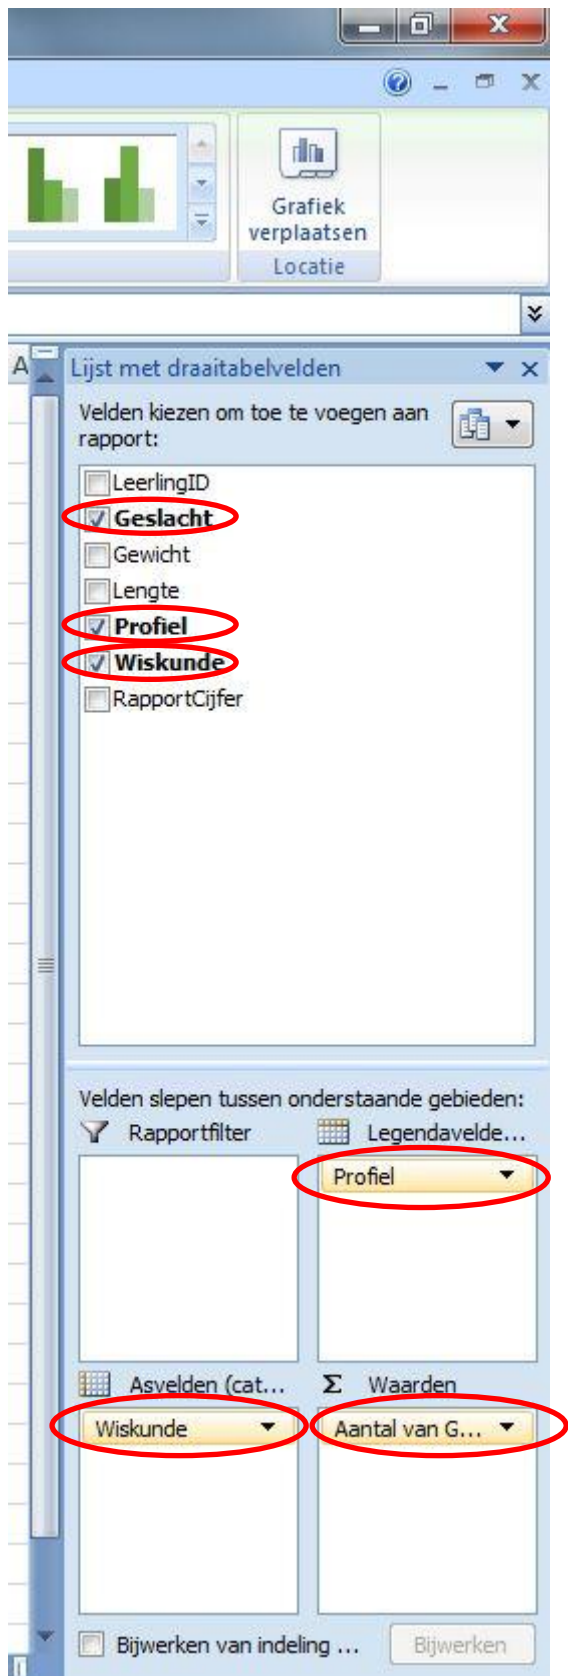 Grafiek
verplaatsen
Locatie
A
Lijst met draaitabelvelden
Velden kiezen om toe te voegen aan
rapport:
LeerlingID
Geslacht
Gewicht
Lengte
Profiel
Wiskunde
RapportCijfer
Velden slepen tussen onderstaande gebieden:
Rapportfilter
Legendavelde...
Profiel
Asvelden (cat...
Σ Waarden
Wiskunde
Aantal van G...
Bijwerken van indeling ...
Bijwerken